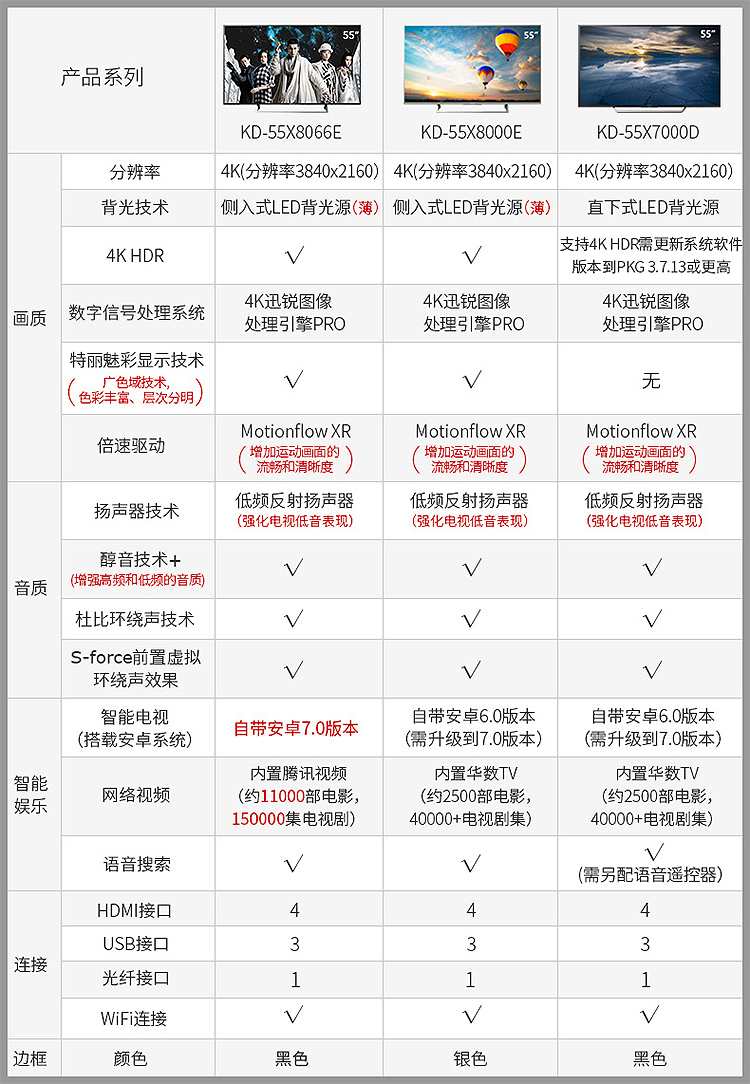 产品系列
55"
55"
55"
KD-55X8066E
KD-55X8000E
KD-55X7000D
画质
分辨率
4K(分辨率3840x2160)
4K(分辨率3840x2160)
4K(分辨率3840x2160)
背光技术
侧入式LED背光源(薄)
侧入式LED背光源(薄)
直下式LED背光源
4K HDR
√
√
支持4K HDR需更新系统软件
版本到PKG 3.7.13或更高
数字信号处理系统
4K迅锐图像
处理引擎PRO
4K迅锐图像
处理引擎PRO
4K迅锐图像
处理引擎PRO
特丽魅彩显示技术
(广色域技术,
色彩丰富、层次分明)
√
√
无
倍速驱动
Motionflow XR
(增加运动画面的
流畅和清晰度)
Motionflow XR
(增加运动画面的
流畅和清晰度)
Motionflow XR
(增加运动画面的
流畅和清晰度)
音质
扬声器技术
低频反射扬声器
(强化电视低音表现)
低频反射扬声器
(强化电视低音表现)
低频反射扬声器
(强化电视低音表现)
醇音技术+
(增强高频和低频的音质)
√
√
√
杜比环绕声技术
√
√
√
S-force前置虚拟
环绕声效果
√
√
√
智能
娱乐
智能电视
(搭载安卓系统)
自带安卓7.0版本
自带安卓6.0版本
(需升级到7.0版本)
自带安卓6.0版本
(需升级到7.0版本)
网络视频
内置腾讯视频
(约11000部电影,
150000集电视剧)
内置华数TV
(约2500部电影,
40000+电视剧集)
内置华数TV
(约2500部电影,
40000+电视剧集)
语音搜索
√
√
√
(需另配语音遥控器)
连接
HDMI接口
4
4
4
USB接口
3
3
3
光纤接口
1
1
1
WiFi连接
√
√
√
边框
颜色
黑色
银色
黑色